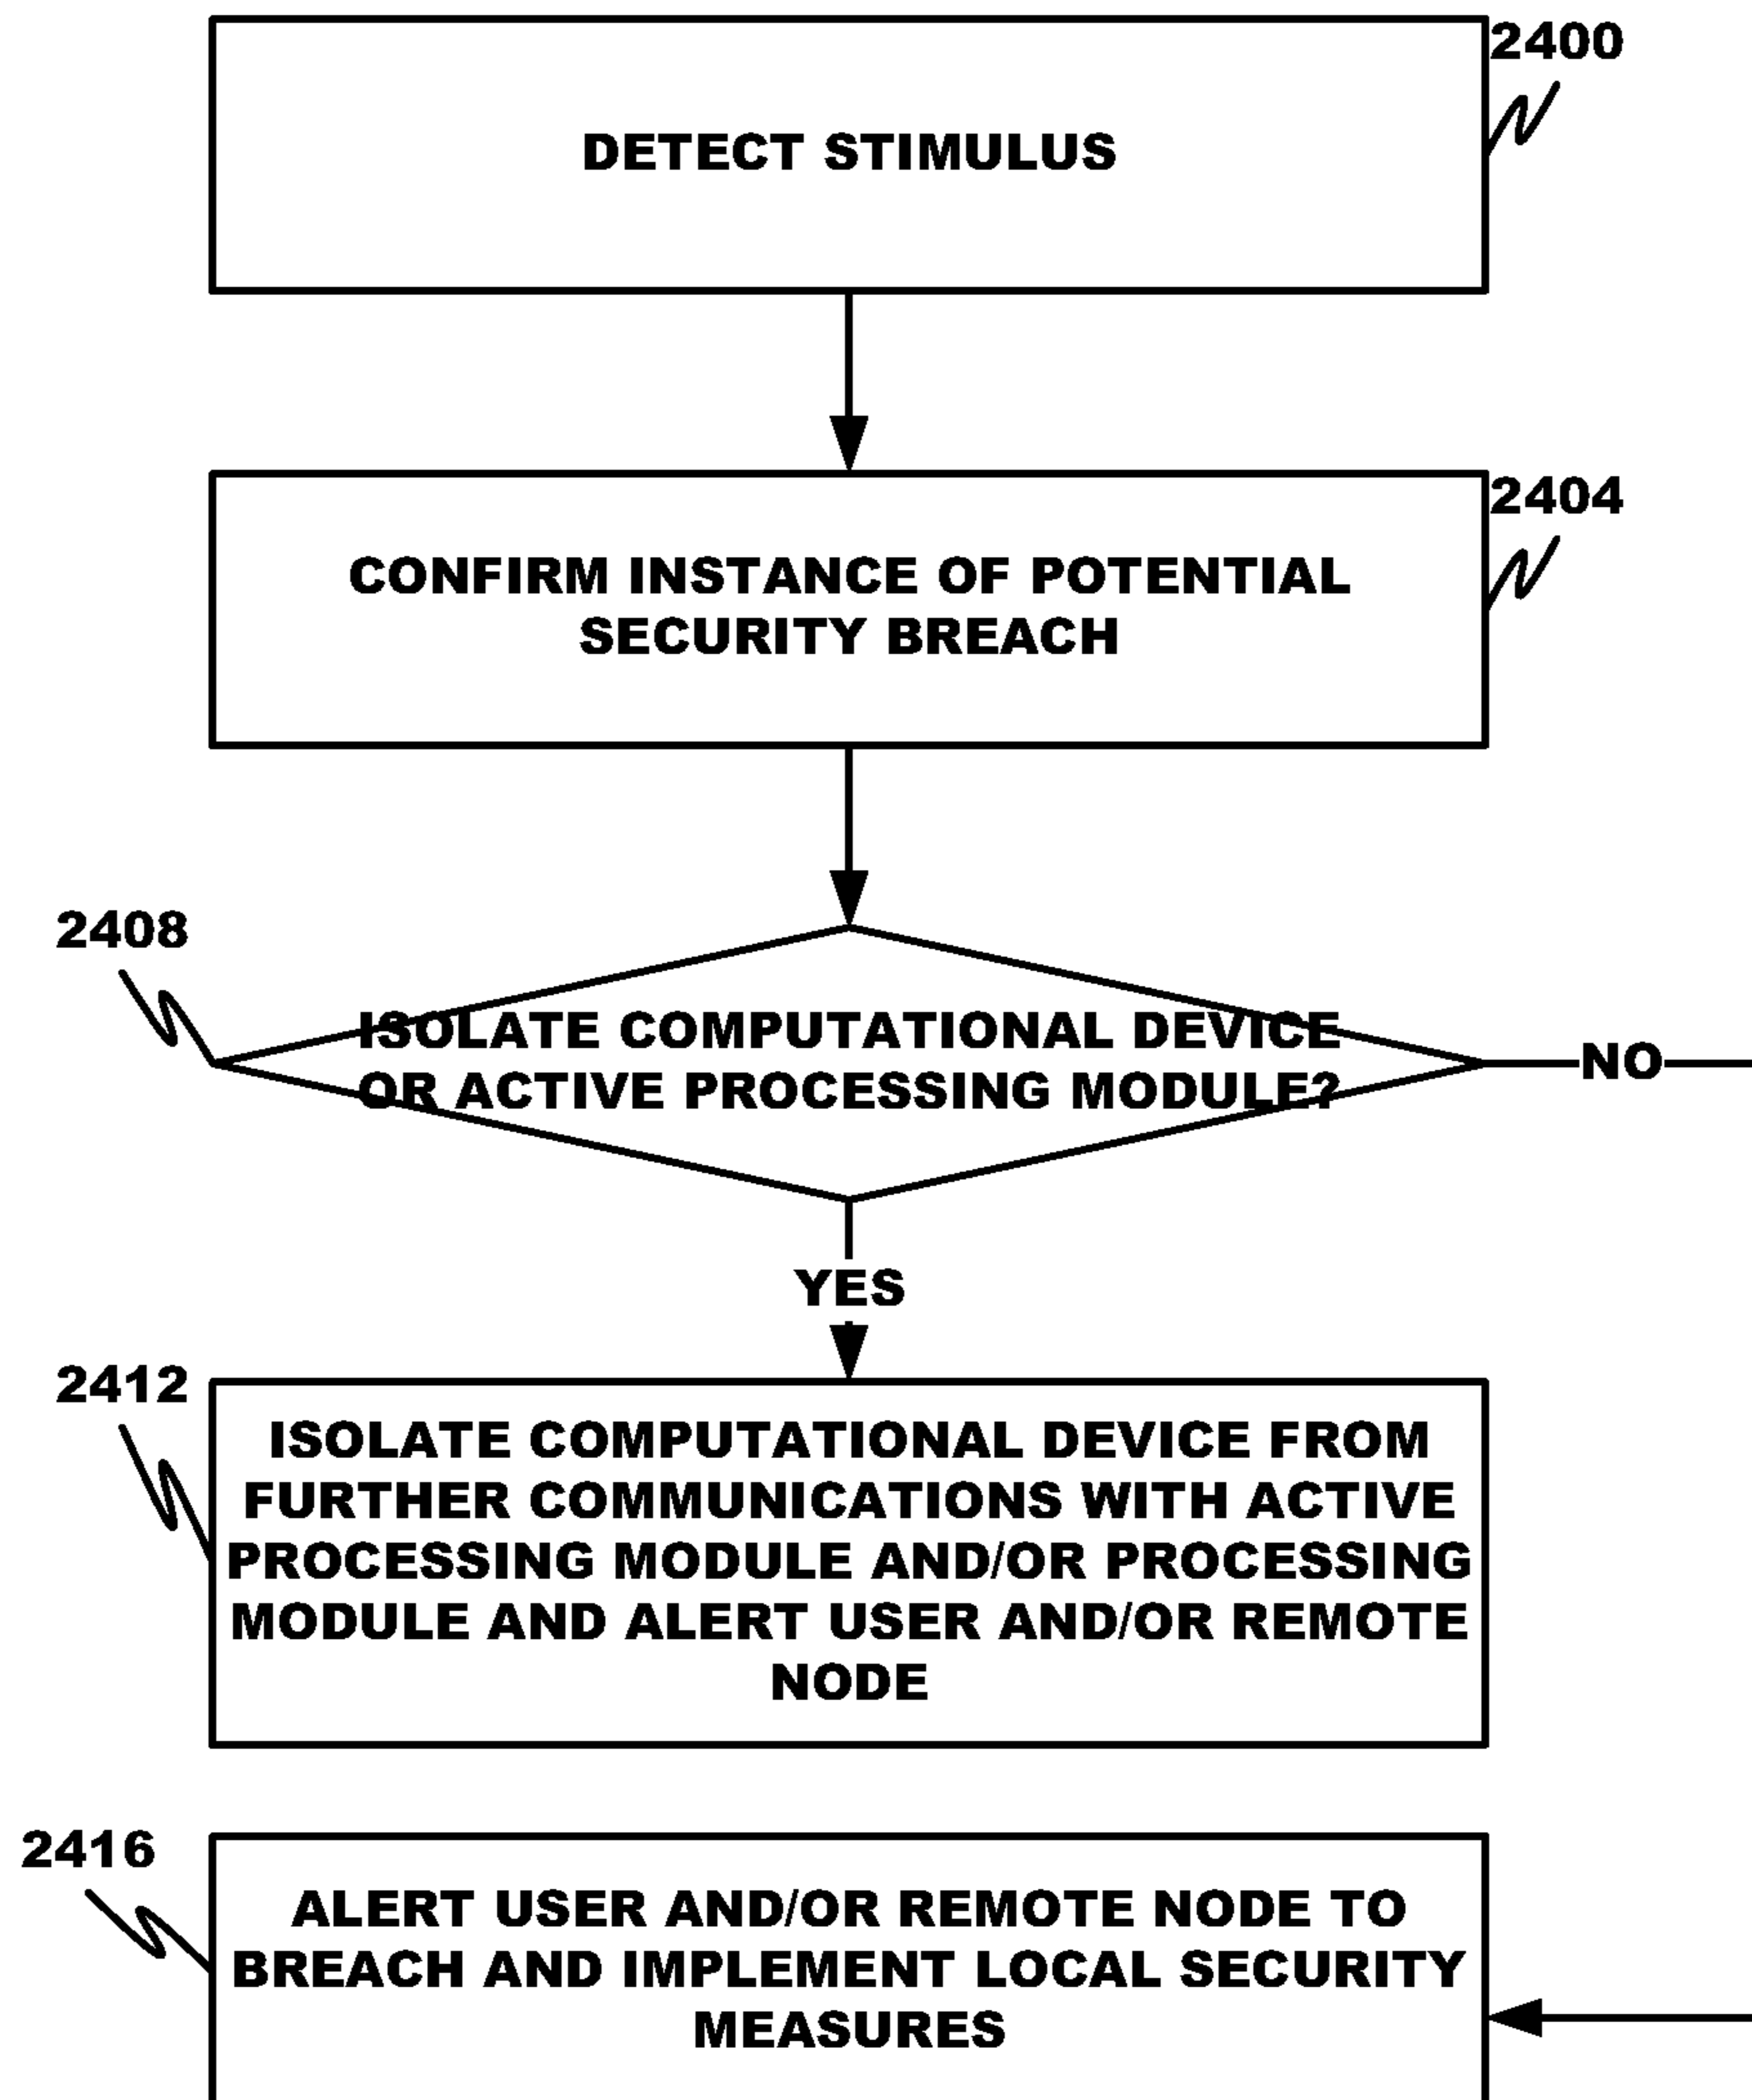 2400
DETECT STIMULUS
2404
CONFIRM INSTANCE OF POTENTIAL
SECURITY BREACH
2408
ISOLATE COMPUTATIONAL DEVICE
OR ACTIVE PROCESSING MODULE?
NO
YES
2412
ISOLATE COMPUTATIONAL DEVICE FROM
FURTHER COMMUNICATIONS WITH ACTIVE
PROCESSING MODULE AND/OR PROCESSING
MODULE AND ALERT USER AND/OR REMOTE
NODE
2416
ALERT USER AND/OR REMOTE NODE TO
BREACH AND IMPLEMENT LOCAL SECURITY
MEASURES